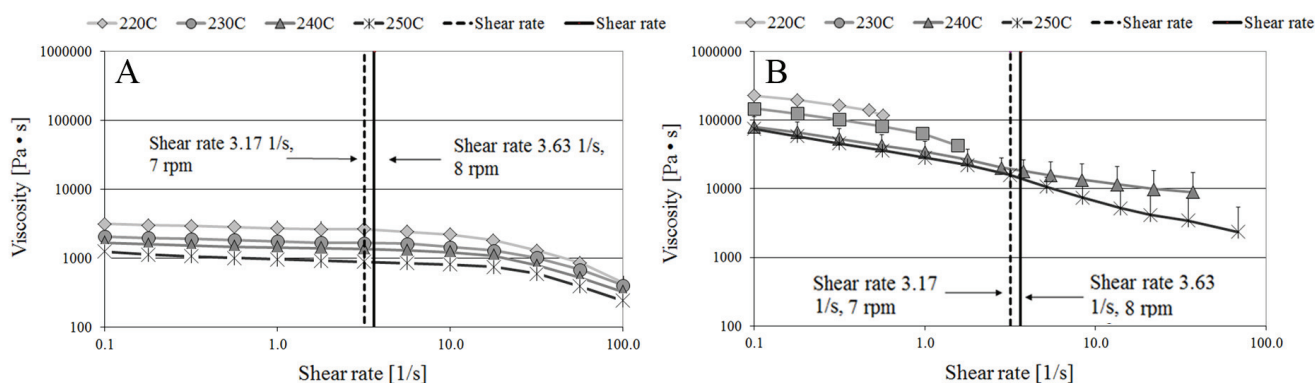 220C 230C 240C 250C Shear rate Shear rate
A
1000000
100000
10000
1000
100
Viscosity [Pa • s]
Shear rate 3.17 1/s,
7 rpm
Shear rate 3.63 1/s,
8 rpm
0.1 1.0 10.0 100.0
Shear rate [1/s]
220C 230C 240C 250C Shear rate Shear rate
B
1000000
100000
10000
1000
100
Viscosity [Pa • s]
Shear rate 3.17
1/s, 7 rpm
Shear rate 3.63
1/s, 8 rpm
0.1 1.0 10.0 100.0
Shear rate [1/s]